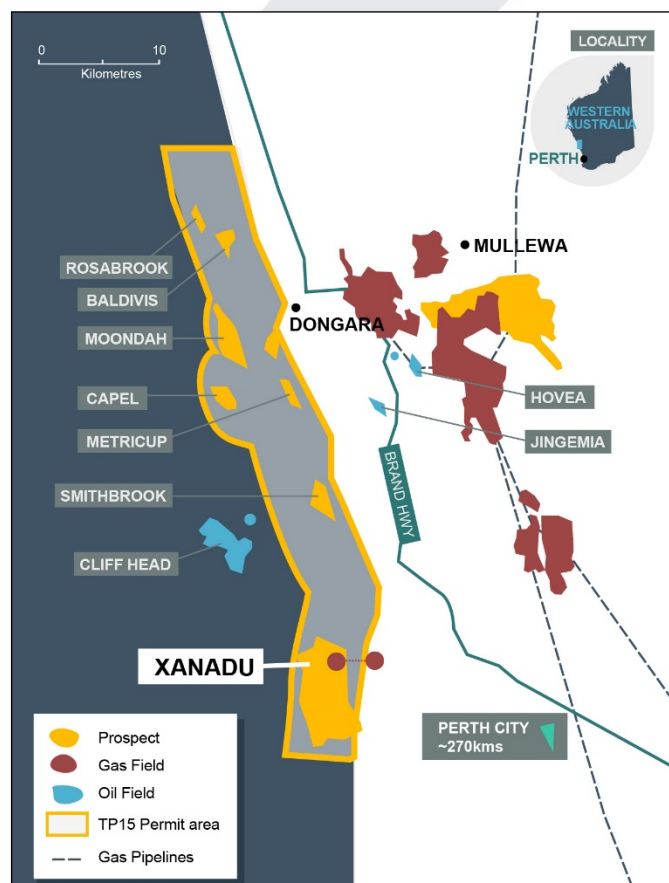 0 10
Kilometres
LOCALITY
WESTERN
AUSTRALIA
PERTH
MULLEWA
ROSABROOK
BALDIVIS
DONGARA
MOONDAH
CAPEL
HOVEA
METRICUP
JINGEMIA
BRAND HWY
SMITHBROOK
CLIFF HEAD
XANADU
PERTH CITY
~270kms
Prospect
Gas Field
Oil Field
TP15 Permit area
Gas Pipelines